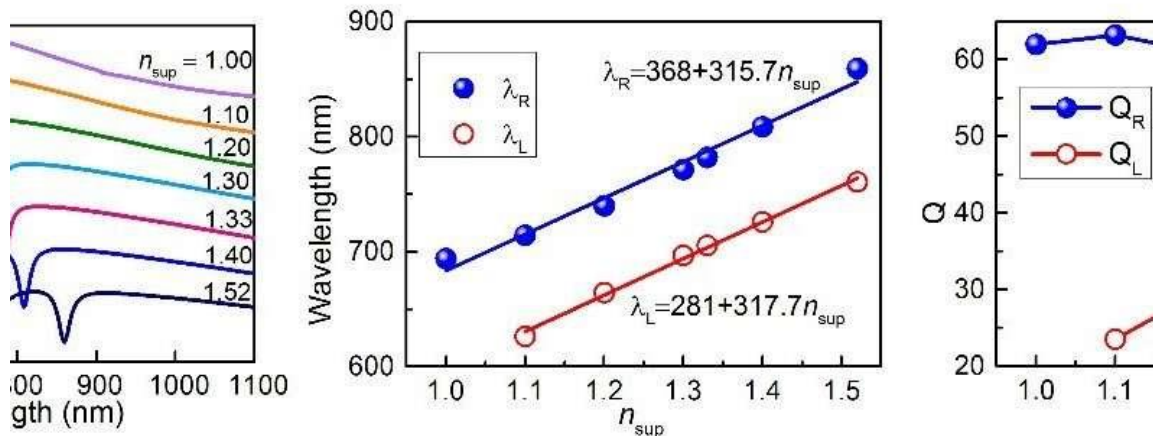 n_sup = 1.00
1.10
1.20
1.30
1.33
1.40
1.52
900 1000 1100
gth (nm)
Wavelength (nm)
900
800
700
600
λ_R
λ_L
λ_R=368+315.7n_sup
λ_L=281+317.7n_sup
1.0 1.1 1.2 1.3 1.4 1.5
n_sup
Q
60
50
40
30
20
Q_R
Q_L
1.0 1.1